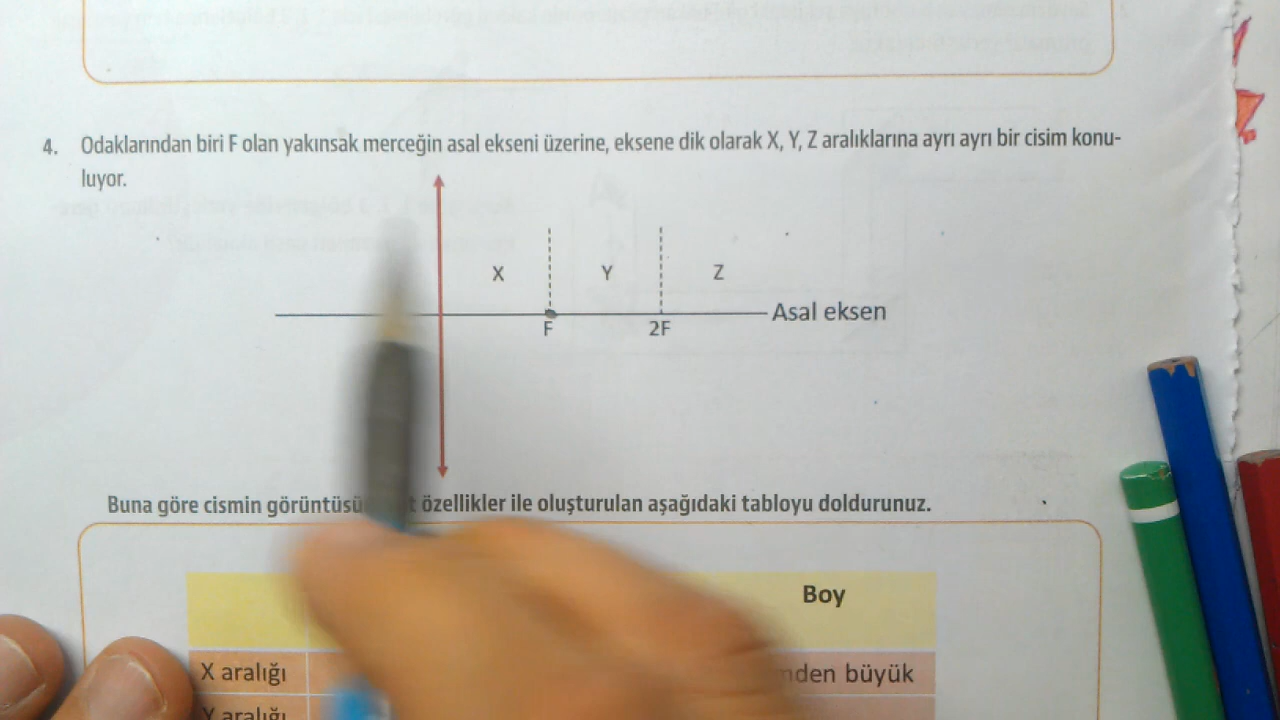 4. Odaklarından biri F olan yakınsak merceğin asal ekseni üzerine, eksene dik olarak X, Y, Z aralıklarına ayrı ayrı bir cisim konu-
luyor.
X Y Z
F 2F Asal eksen
Buna göre cismin görüntüsü özellikler ile oluşturulan aşağıdaki tabloyu doldurunuz.
Boy
X aralığı büyük
Y aralığı